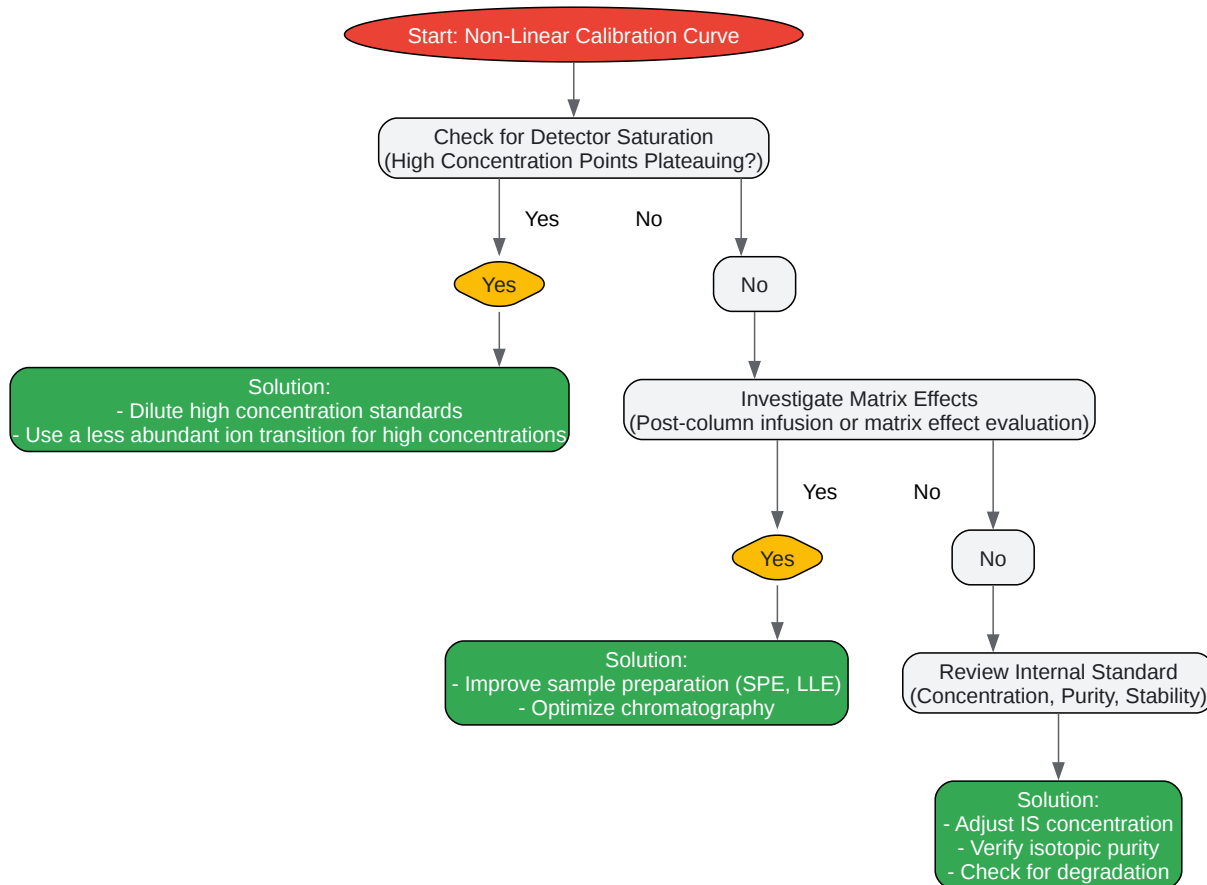 Start: Non-Linear Calibration Curve
Check for Detector Saturation
(High Concentration Points Plateauing?)
Yes
No
Yes
No
Solution:
- Dilute high concentration standards
- Use a less abundant ion transition for high concentrations
Investigate Matrix Effects
(Post-column infusion or matrix effect evaluation)
Yes
No
Yes
No
Solution:
- Improve sample preparation (SPE, LLE)
- Optimize chromatography
Review Internal Standard
(Concentration, Purity, Stability)
Solution:
- Adjust IS concentration
- Verify isotopic purity
- Check for degradation